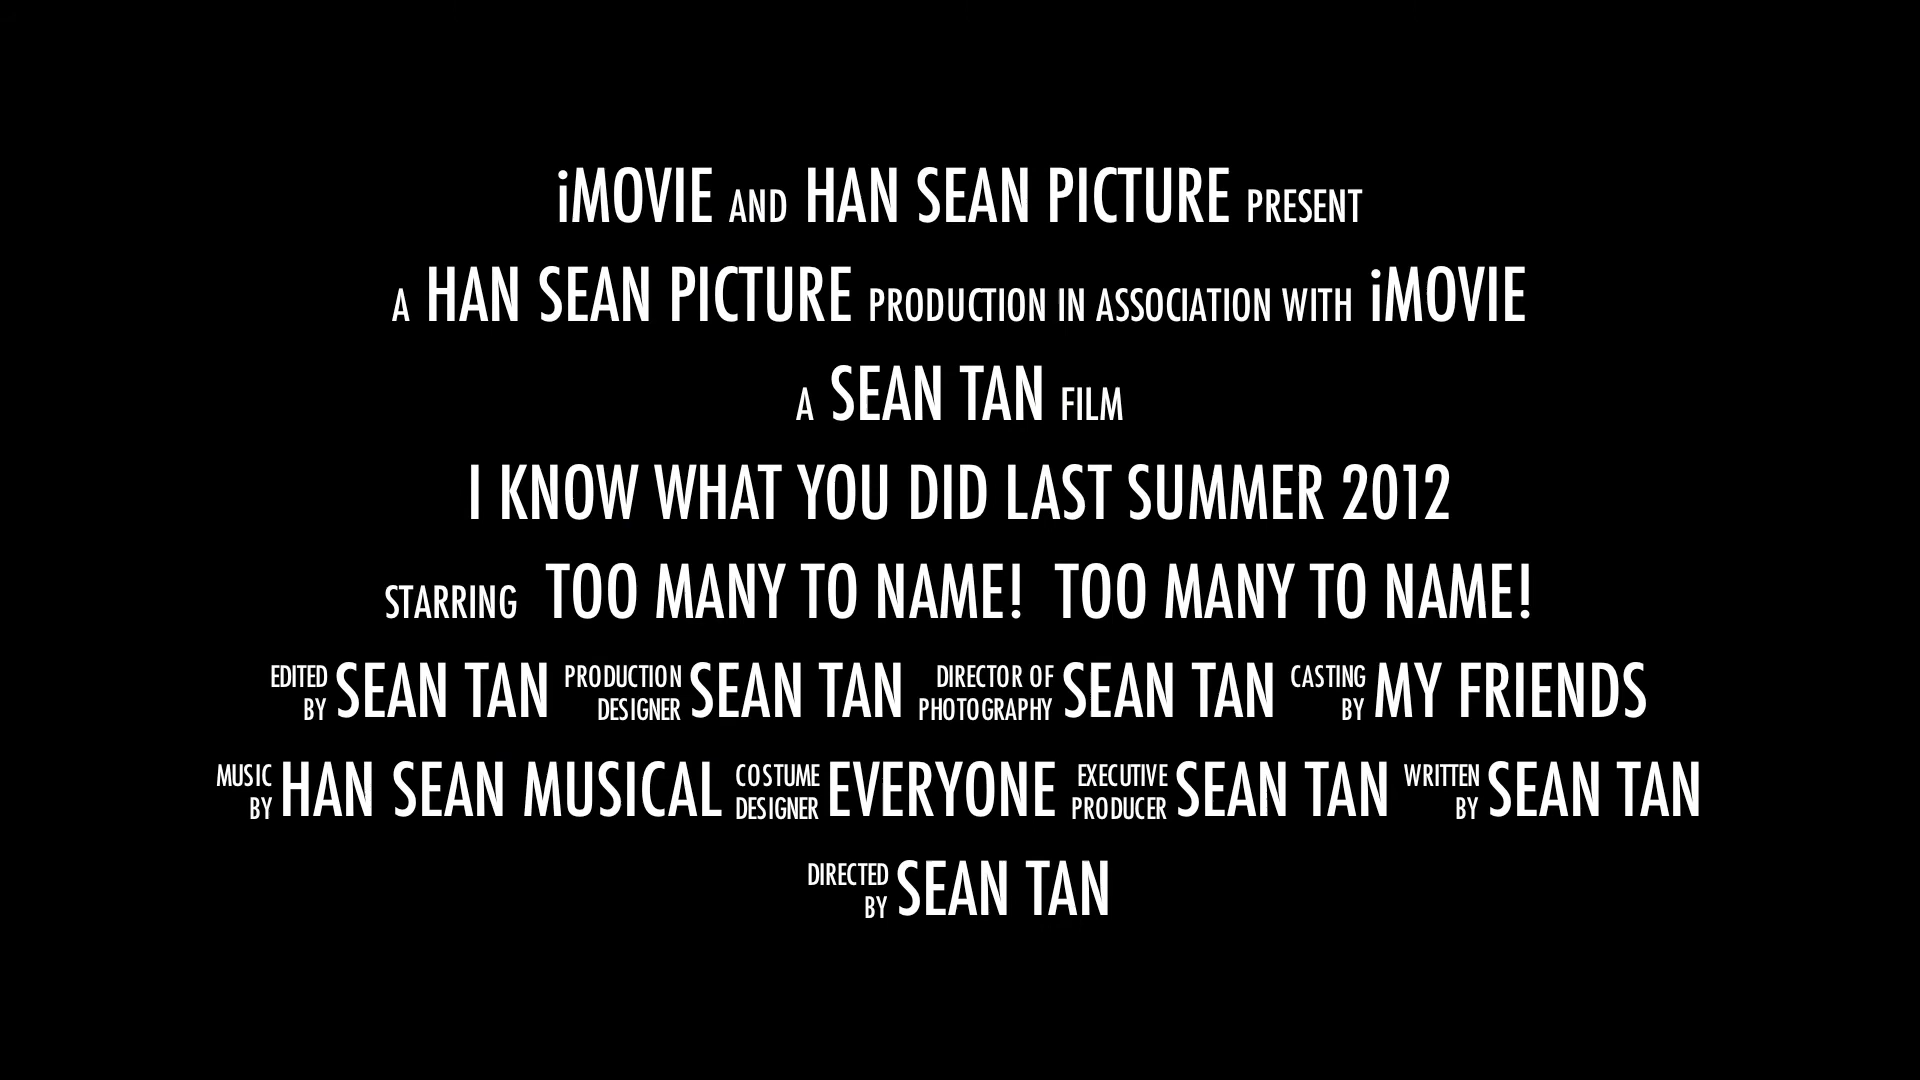 iMOVIE AND HAN SEAN PICTURE PRESENT
A HAN SEAN PICTURE PRODUCTION IN ASSOCIATION WITH iMOVIE
A SEAN TAN FILM
I KNOW WHAT YOU DID LAST SUMMER 2012
STARRING TOO MANY TO NAME! TOO MANY TO NAME!
EDITED BY SEAN TAN PRODUCTION DESIGNER SEAN TAN DIRECTOR OF PHOTOGRAPHY SEAN TAN CASTING BY MY FRIENDS
MUSIC BY HAN SEAN MUSICAL COSTUME DESIGNER EVERYONE EXECUTIVE PRODUCER SEAN TAN WRITTEN BY SEAN TAN
DIRECTED BY SEAN TAN